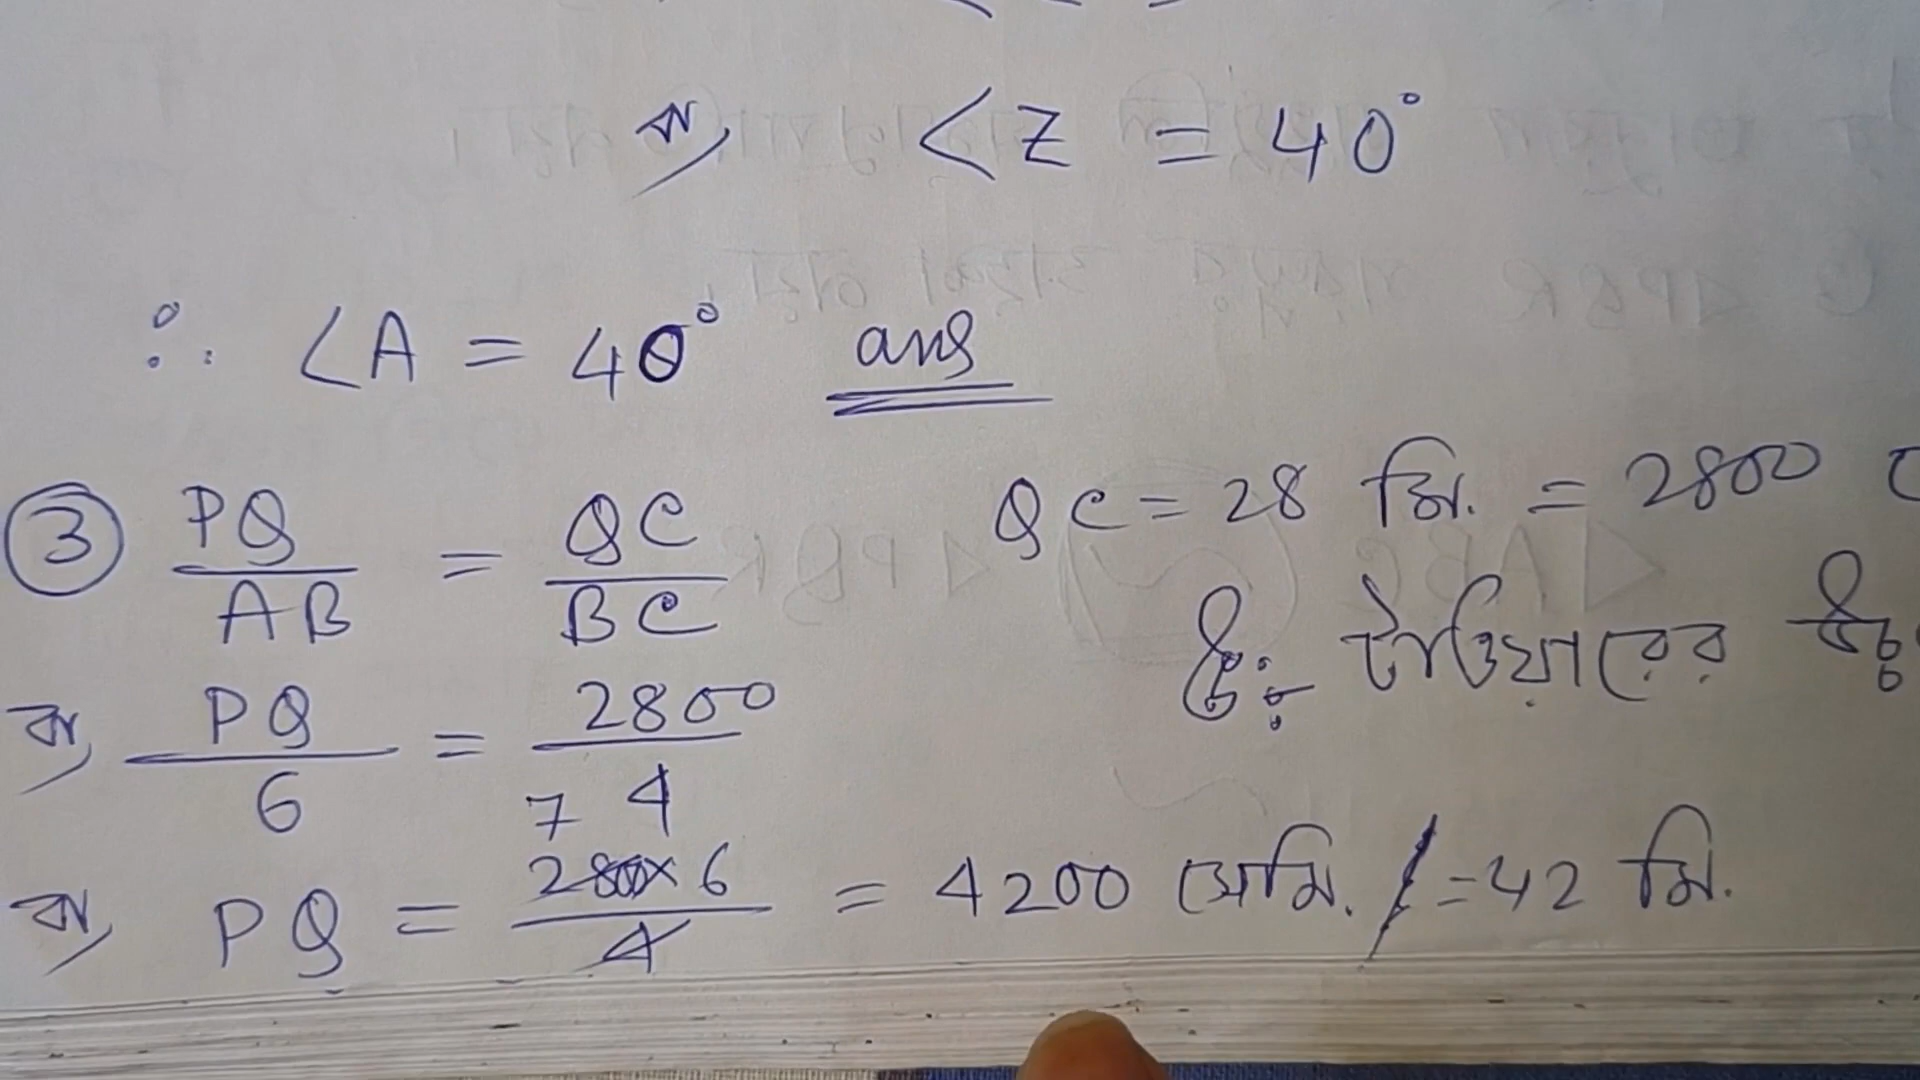 বা, <Z = 40°
∴ ∠A = 40° ans
③ PQ/AB = QC/BC QC = 28 মি. = 2800
বা, PQ/6 = 2800/4 উঃ টাওয়ারের
বা, PQ = 2800×6/4 = 4200 সেমি. = 42 মি.